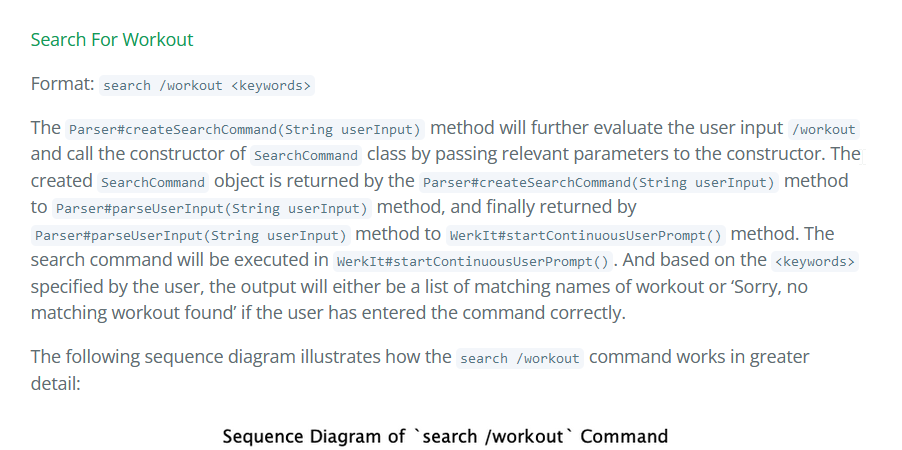 Search For Workout
Format: search /workout <keywords>
The Parser#createSearchCommand(String userInput) method will further evaluate the user input /workout
and call the constructor of SearchCommand class by passing relevant parameters to the constructor. The
created SearchCommand object is returned by the Parser#createSearchCommand(String userInput) method
to Parser#parseUserInput(String userInput) method, and finally returned by
Parser#parseUserInput(String userInput) method to WerkIt#startContinuousUserPrompt() method. The
search command will be executed in WerkIt#startContinuousUserPrompt() . And based on the <keywords>
specified by the user, the output will either be a list of matching names of workout or ‘Sorry, no
matching workout found’ if the user has entered the command correctly.
The following sequence diagram illustrates how the search /workout command works in greater
detail:
Sequence Diagram of `search /workout` Command